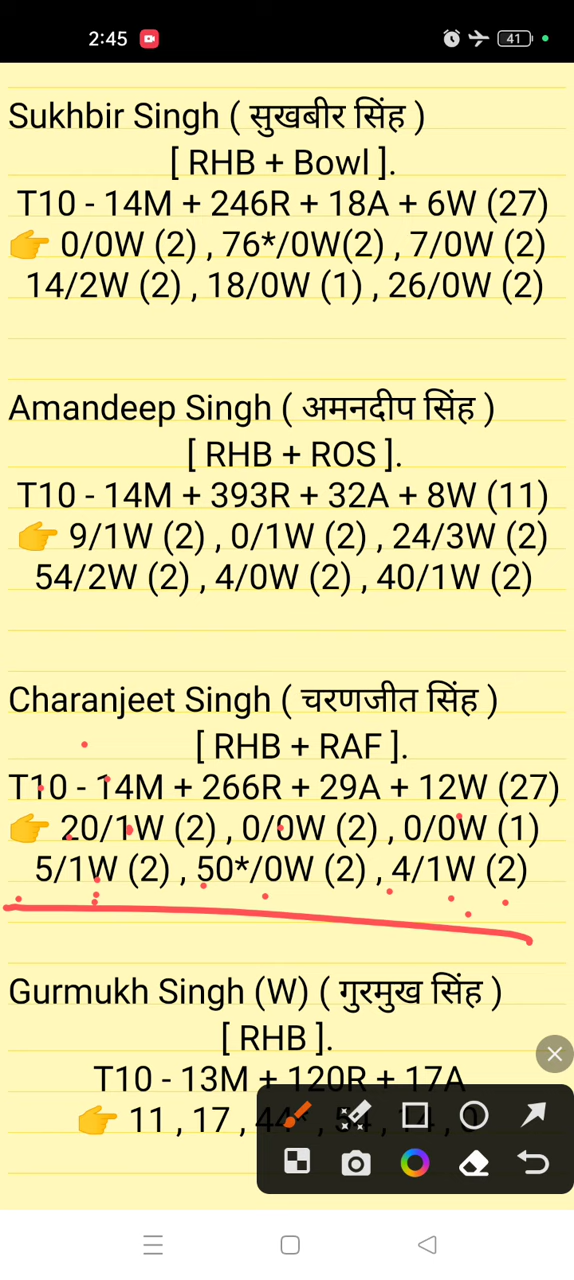 2:45
41
Sukhbir Singh ( सुखबीर सिंह )
[ RHB + Bowl ].
T10 - 14M + 246R + 18A + 6W (27)
👉 0/0W (2) , 76*/0W(2) , 7/0W (2)
14/2W (2) , 18/0W (1) , 26/0W (2)
Amandeep Singh ( अमनदीप सिंह )
[ RHB + ROS ].
T10 - 14M + 393R + 32A + 8W (11)
👉 9/1W (2) , 0/1W (2) , 24/3W (2)
54/2W (2) , 4/0W (2) , 40/1W (2)
Charanjeet Singh ( चरणजीत सिंह )
[ RHB + RAF ].
T10 - 14M + 266R + 29A + 12W (27)
👉 20/1W (2) , 0/0W (2) , 0/0W (1)
5/1W (2) , 50*/0W (2) , 4/1W (2)
Gurmukh Singh (W) ( गुरमुख सिंह )
[ RHB ].
T10 - 13M + 120R + 17A
👉 11 , 17 , 44* , 54 , 14 , 0